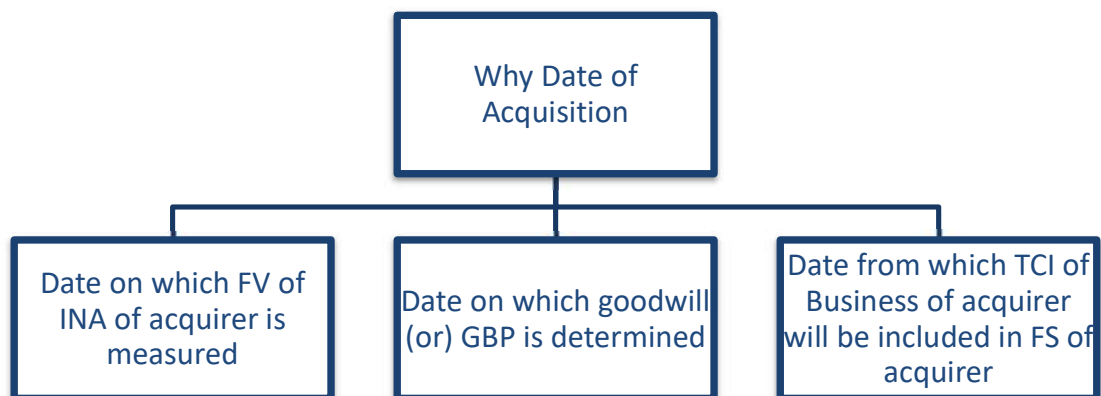 Why Date of
Acquisition
Date on which FV of
INA of acquirer is
measured
Date on which goodwill
(or) GBP is determined
Date from which TCI of
Business of acquirer
will be included in FS of
acquirer